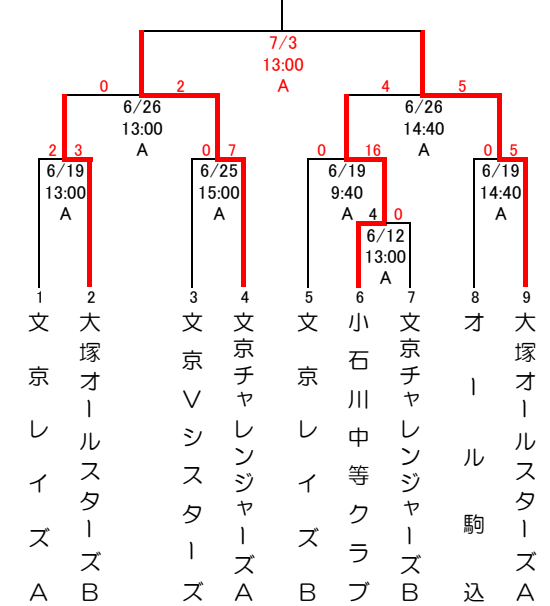 7/3
13:00
A
0 2 4 5
6/26 6/26
13:00 14:40
A A
2 3 0 7 0 16 0 5
6/19 6/25 6/19 6/19
13:00 15:00 9:40 14:40
A A A A
4 0
6/12
13:00
A
1 2 3 4 5 6 7 8 9
文京レイズA
大塚オールスターズB
文京Vシスターズ
文京チャレンジャーズA
文京レイズB
小石川中等クラブ
文京チャレンジャーズB
オール駒込
大塚オールスターズA